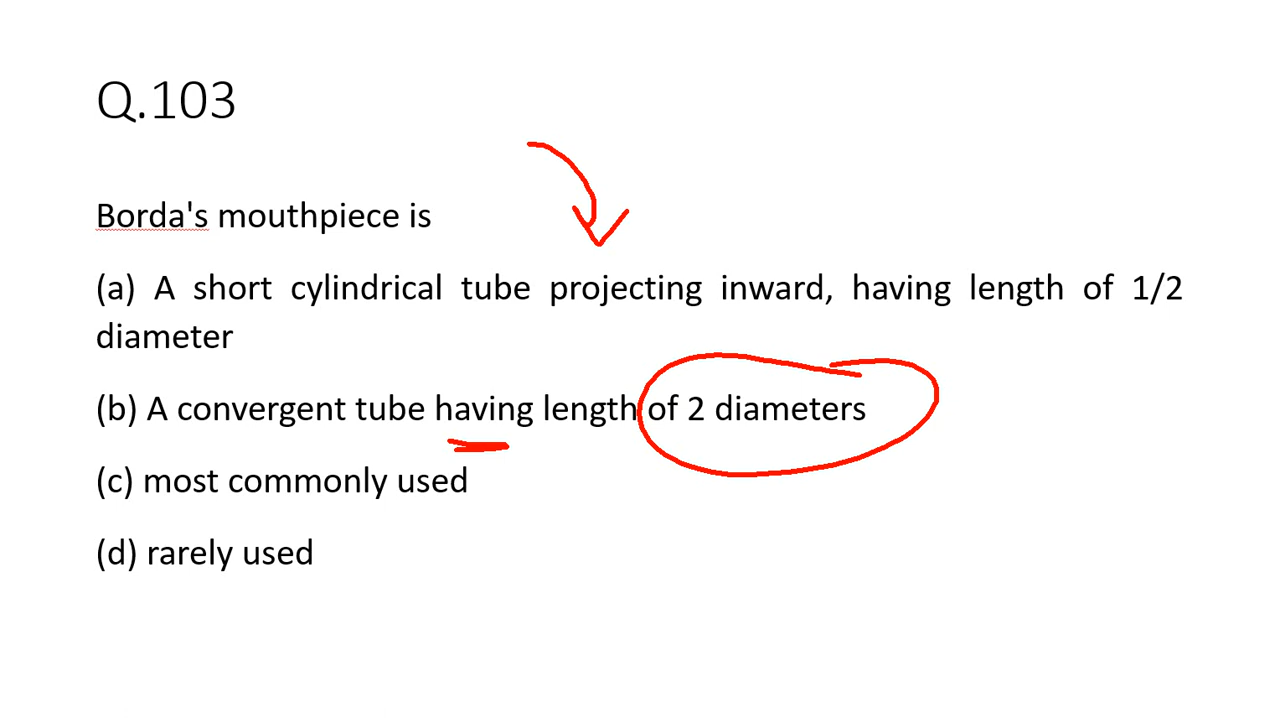 Q.103
Borda's mouthpiece is
(a) A short cylindrical tube projecting inward, having length of 1/2
diameter
(b) A convergent tube having length of 2 diameters
(c) most commonly used
(d) rarely used